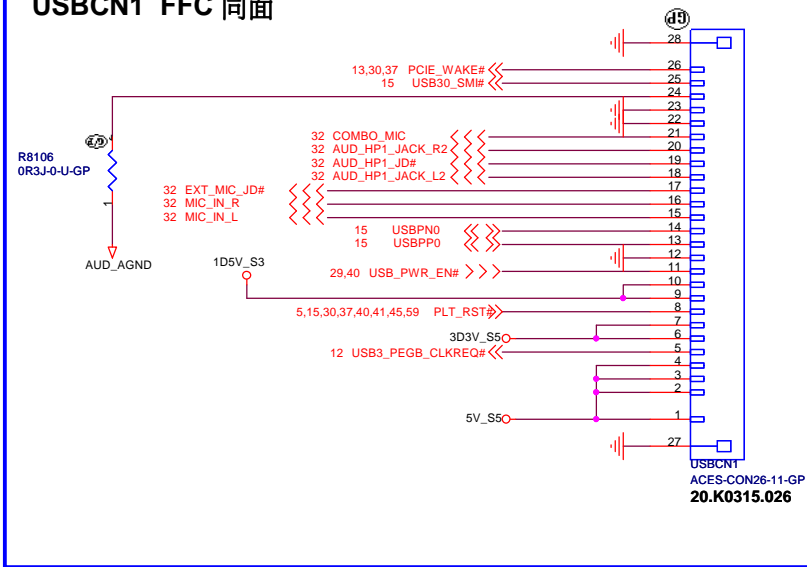 USBCN1 FFC 同面
GP
28
13,30,37 PCIE_WAKE# 26
15 USB30_SMI# 25
24
23
22
32 COMBO_MIC 21
32 AUD_HP1_JACK_R2 20
32 AUD_HP1_JD# 19
32 AUD_HP1_JACK_L2 18
R8106
0R3J-0-U-GP
32 EXT_MIC_JD# 17
32 MIC_IN_R 16
32 MIC_IN_L 15
1
15 USBPN0 14
15 USBPP0 13
12
AUD_AGND
1D5V_S3
29,40 USB_PWR_EN# 11
10
9
5,15,30,37,40,41,45,59 PLT_RST# 8
7
3D3V_S5 6
12 USB3_PEGB_CLKREQ# 5
4
3
2
5V_S5 1
27
USBCN1
ACES-CON26-11-GP
20.K0315.026